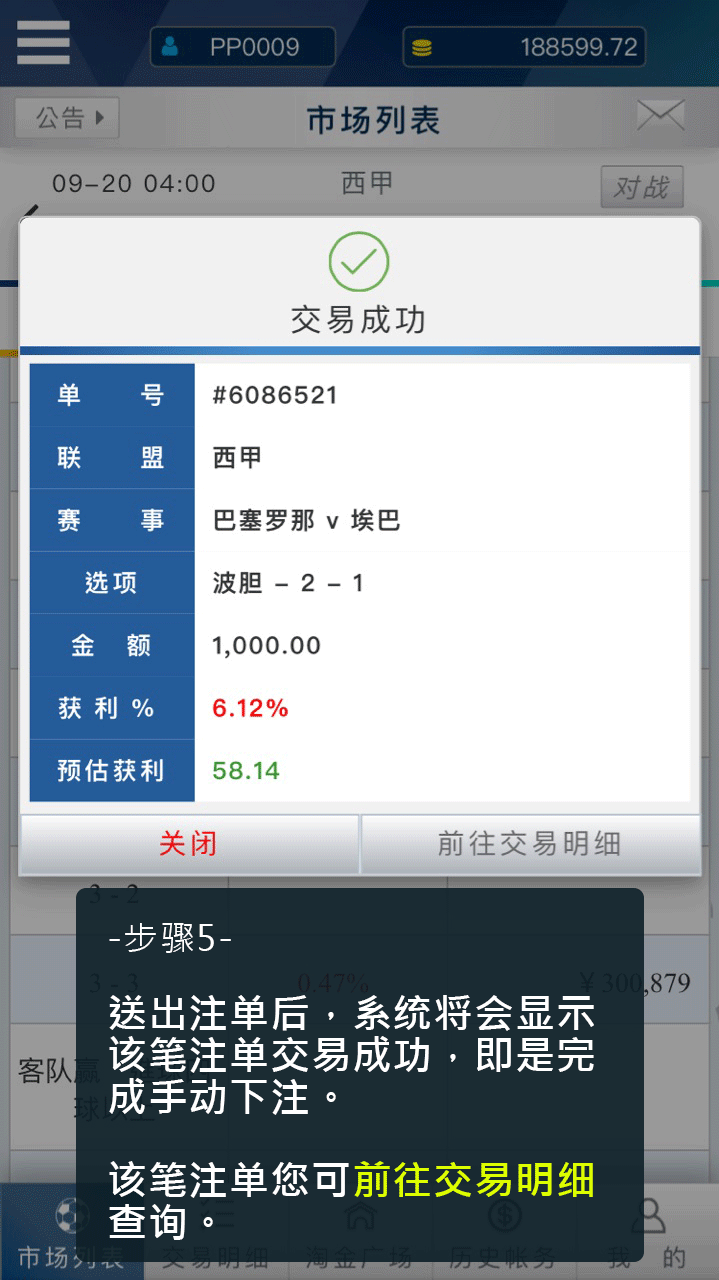 PP0009 188599.72
公告 市场列表
09-20 04:00 西甲 对战
交易成功
单号 #6086521
联盟 西甲
赛事 巴塞罗那 v 埃巴
选项 波胆 - 2 - 1
金额 1,000.00
获利% 6.12%
预估获利 58.14
关闭 前往交易明细
3 - 2
-步骤5-
3 - 3 0.47% ￥300,879
送出注单后，系统将会显示
该笔注单交易成功，即是完
成手动下注。
客队赢
该笔注单您可前往交易明细
查询。
市场列表 交易明细 淘金广场 历史帐务 我的